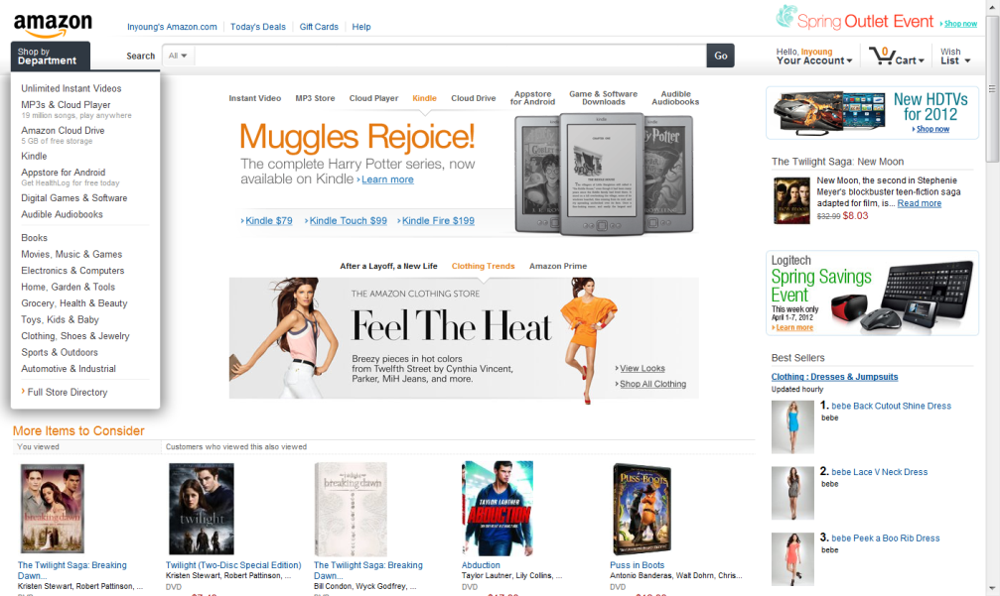 amazon
Inyoung's Amazon.com
Today's Deals
Gift Cards
Help
Spring Outlet Event
Shop now
Shop by
Department
Search
All
Go
Hello, Inyoung
Your Account
0
Cart
Wish
List
Unlimited Instant Videos
MP3s & Cloud Player
19 million songs, play anywhere
Amazon Cloud Drive
5 GB of free storage
Kindle
Appstore for Android
Get HealthLog for free today
Digital Games & Software
Audible Audiobooks
Books
Movies, Music & Games
Electronics & Computers
Home, Garden & Tools
Grocery, Health & Beauty
Toys, Kids & Baby
Clothing, Shoes & Jewelry
Sports & Outdoors
Automotive & Industrial
Full Store Directory
Instant Video
MP3 Store
Cloud Player
Kindle
Cloud Drive
Appstore
for Android
Game & Software
Downloads
Audible
Audiobooks
Muggles Rejoice!
The complete Harry Potter series, now
available on Kindle Learn more
Kindle $79
Kindle Touch $99
Kindle Fire $199
After a Layoff, a New Life
Clothing Trends
Amazon Prime
THE AMAZON CLOTHING STORE
Feel The Heat
Breezy pieces in hot colors
from Twelfth Street by Cynthia Vincent,
Parker, MiH Jeans, and more.
View Looks
Shop All Clothing
New HDTVs
for 2012
Shop now
The Twilight Saga: New Moon
New Moon, the second in Stephenie
Meyer's blockbuster teen-fiction saga
adapted for film, is... Read more
$32.99 $8.03
Logitech
Spring Savings
Event
This week only
April 1-7, 2012
Learn more
Best Sellers
Clothing : Dresses & Jumpsuits
Updated hourly
1. bebe Back Cutout Shine Dress
bebe
2. bebe Lace V Neck Dress
bebe
3. bebe Peek a Boo Rib Dress
bebe
More Items to Consider
You viewed
Customers who viewed this also viewed
breaking dawn
twilight
twilight
breaking dawn
TAYLOR LAUTNER
ABDUCTION
PUSS IN BOOTS
The Twilight Saga: Breaking
Dawn...
Kristen Stewart, Robert Pattinson, ...
DVD
Twilight (Two-Disc Special Edition)
Kristen Stewart, Robert Pattinson, ...
DVD
The Twilight Saga: Breaking
Dawn...
Bill Condon, Wyck Godfrey, ...
DVD
Abduction
Taylor Lautner, Lily Collins, ...
DVD
Puss in Boots
Antonio Banderas, Walt Dohrn, Chris...
DVD